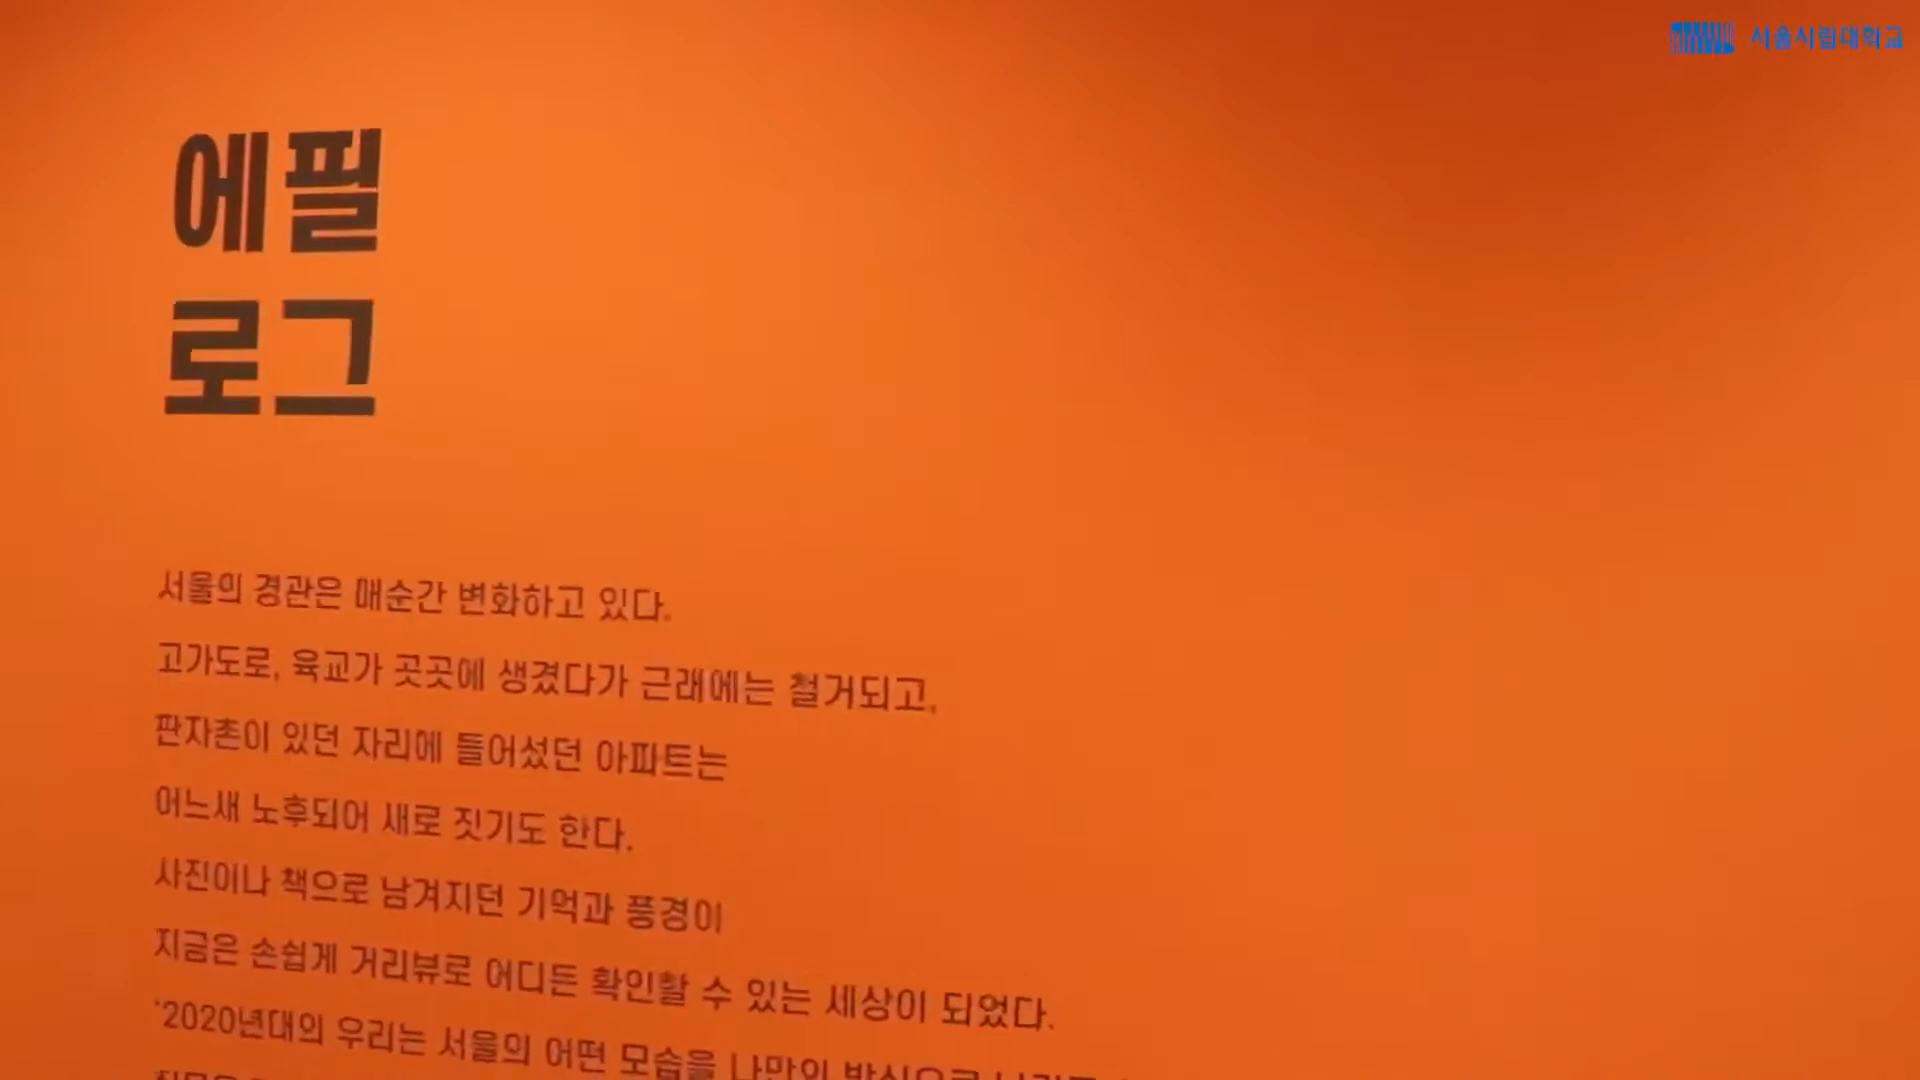 서울시립대학교
에필
로그
서울의 경관은 매순간 변화하고 있다.
고가도로, 육교가 곳곳에 생겼다가 근래에는 철거되고,
판자촌이 있던 자리에 들어섰던 아파트는
어느새 노후되어 새로 짓기도 한다.
사진이나 책으로 남겨지던 기억과 풍경이
지금은 손쉽게 거리뷰로 어디든 확인할 수 있는 세상이 되었다.
'2020년대의 우리는 서울의 어떤 모습을 나만의 방식으로